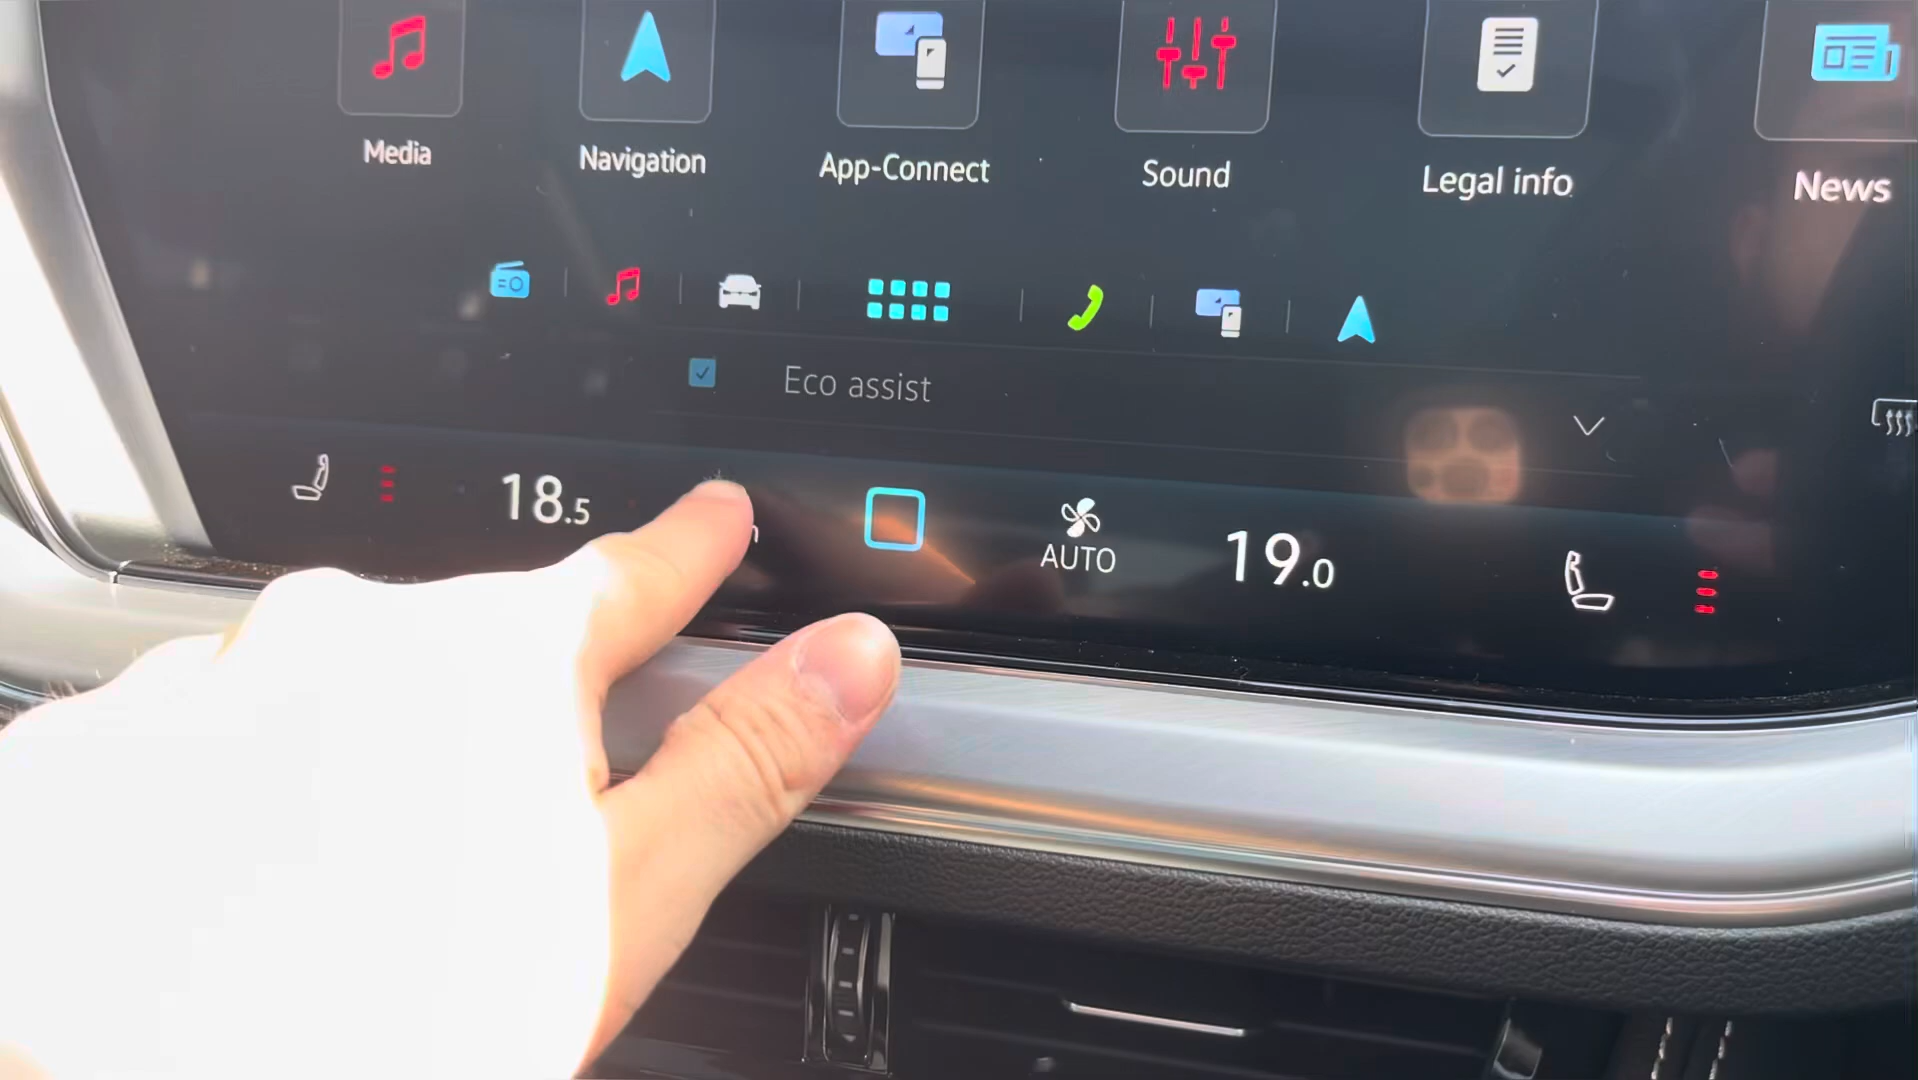 Media
Navigation
App-Connect
Sound
Legal info
News
Eco assist
18.5
AUTO
19.0